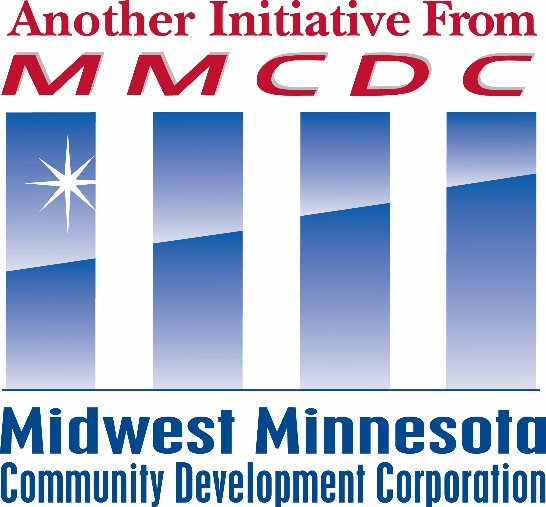 Another Initiative From
MMCDC
Midwest Minnesota
Community Development Corporation